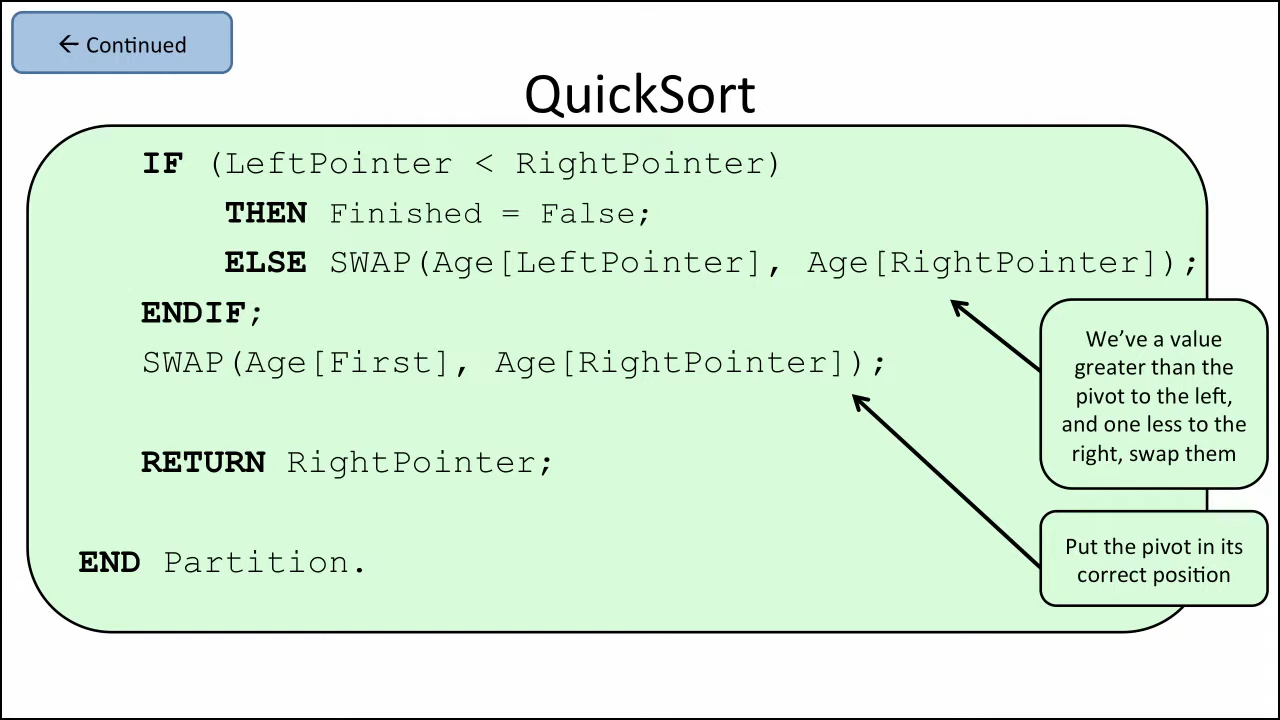 ← Continued
QuickSort
IF (LeftPointer < RightPointer)
THEN Finished = False;
ELSE SWAP(Age[LeftPointer], Age[RightPointer]);
ENDIF;
SWAP(Age[First], Age[RightPointer]);
RETURN RightPointer;
END Partition.
We’ve a value
greater than the
pivot to the left,
and one less to the
right, swap them
Put the pivot in its
correct position